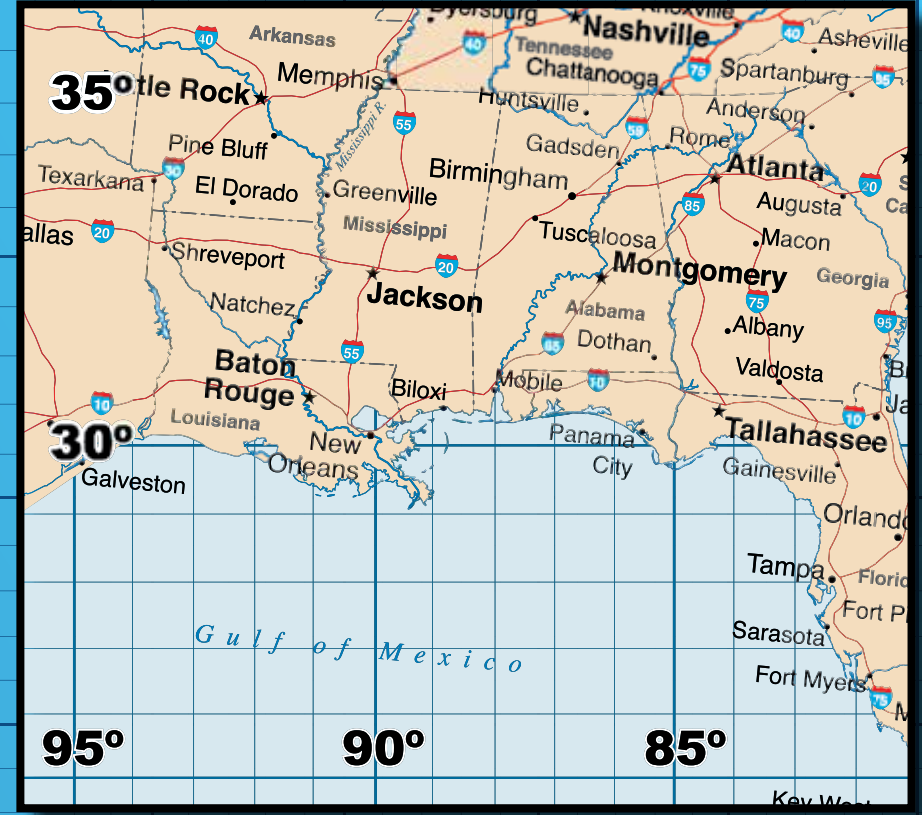 Dyersburg
Knoxville
40
Arkansas
40
Nashville
40
Asheville
Tennessee
35º
tle Rock
Memphis
Chattanooga
75
Spartanburg
85
Huntsville
Anderson
Mississippi R.
55
59
Rome
Pine Bluff
Gadsden
30
Birmingham
Atlanta
Texarkana
El Dorado
Greenville
85
20
Augusta
20
allas
Mississippi
Tuscaloosa
Macon
Shreveport
20
Montgomery
Georgia
Jackson
75
Natchez
Alabama
95
Albany
65
Dothan
55
Baton
Rouge
Valdosta
Biloxi
Mobile
10
10
10
Louisiana
30º
New
Orleans
Panama
City
Tallahassee
Gainesville
Galveston
Orlando
Tampa
Florid
Fort P
Gulf of Mexico
Sarasota
Fort Myers
75
95º
90º
85º
Key West